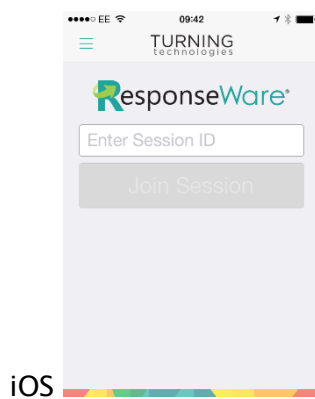 EE 09:42
TURNING
technologies
ResponseWare®
Enter Session ID
Join Session
iOS